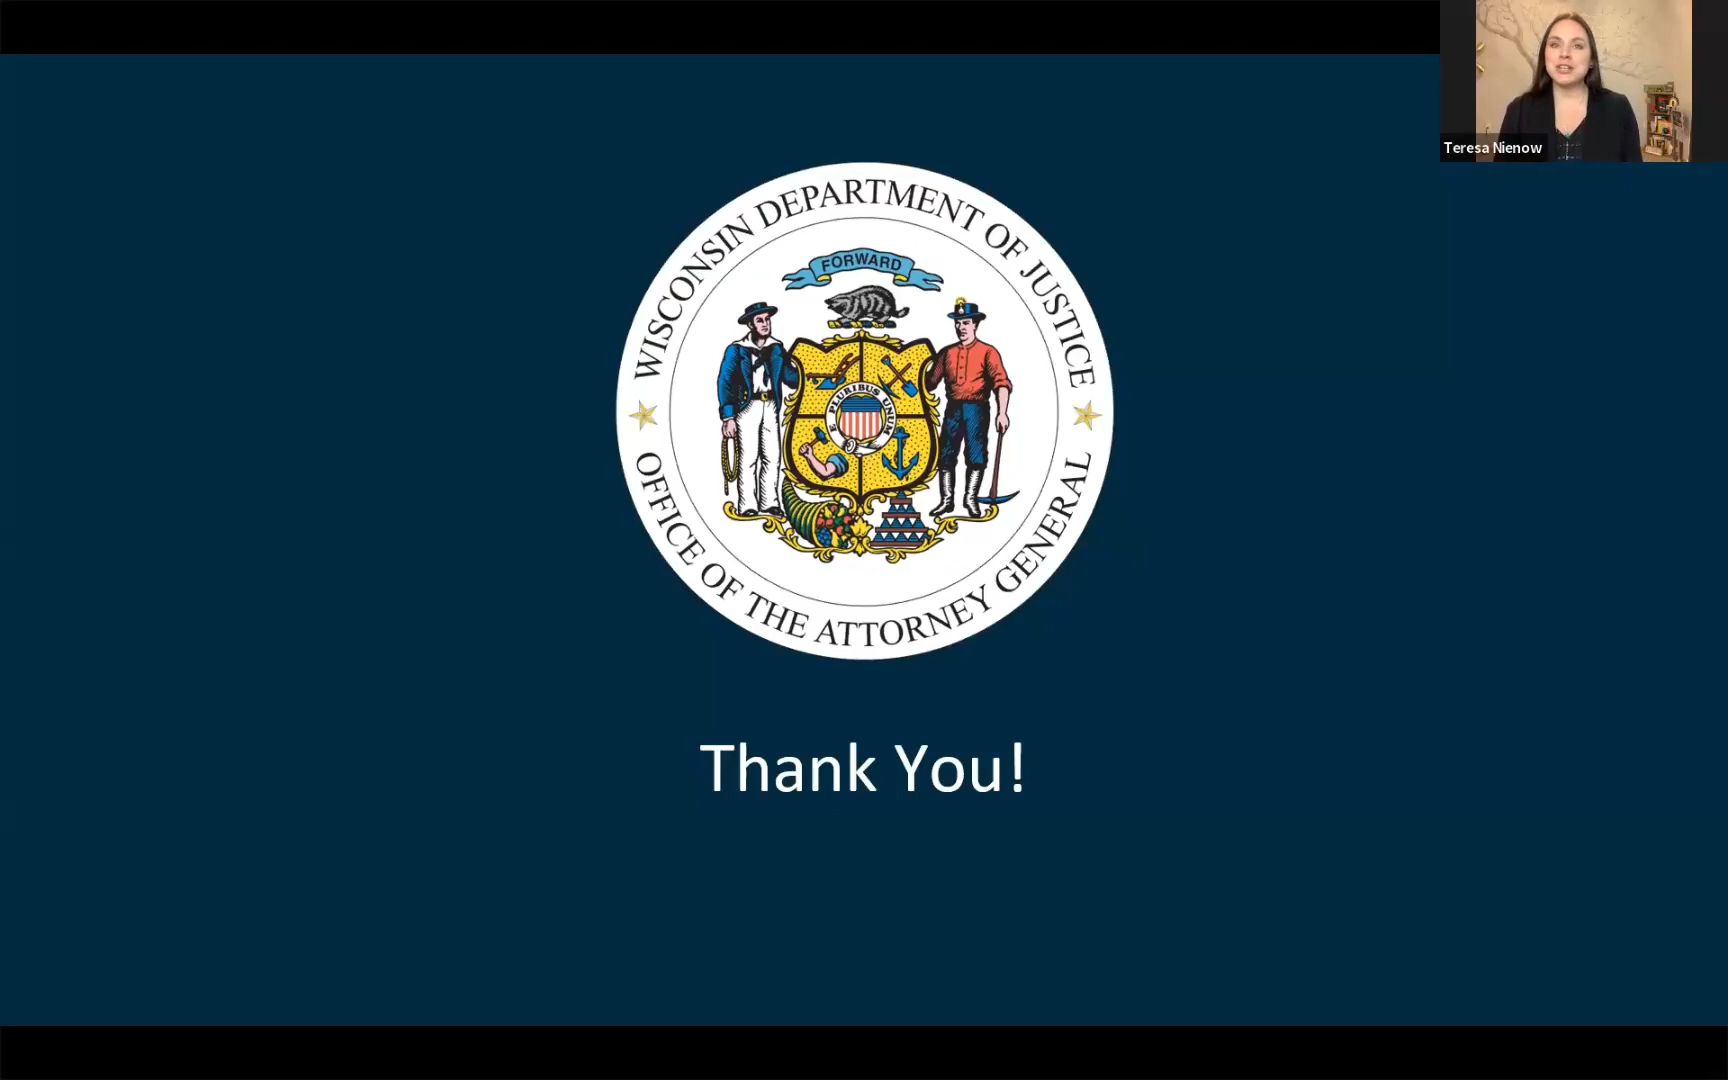 Teresa Nienow
WISCONSIN DEPARTMENT OF JUSTICE
FORWARD
E PLURIBUS UNUM
OFFICE OF THE ATTORNEY GENERAL
Thank You!